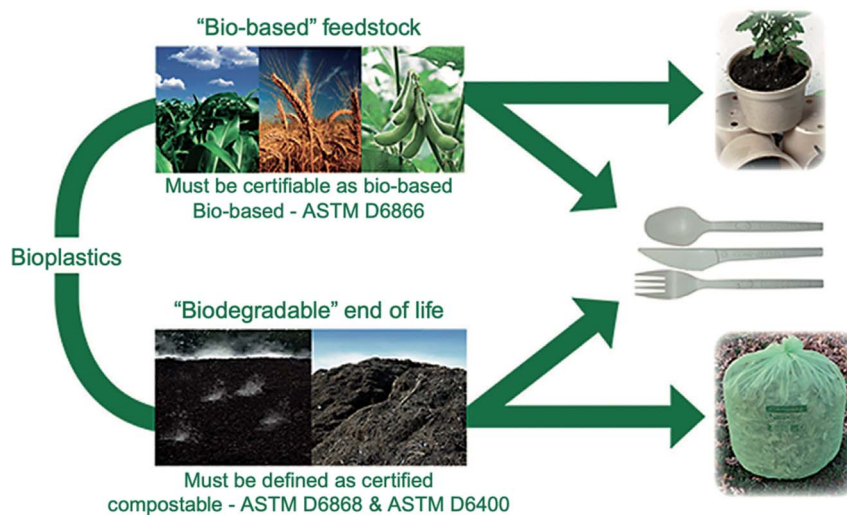 “Bio-based” feedstock
Must be certifiable as bio-based
Bio-based - ASTM D6866
Bioplastics
“Biodegradable” end of life
Must be defined as certified
compostable - ASTM D6868 & ASTM D6400